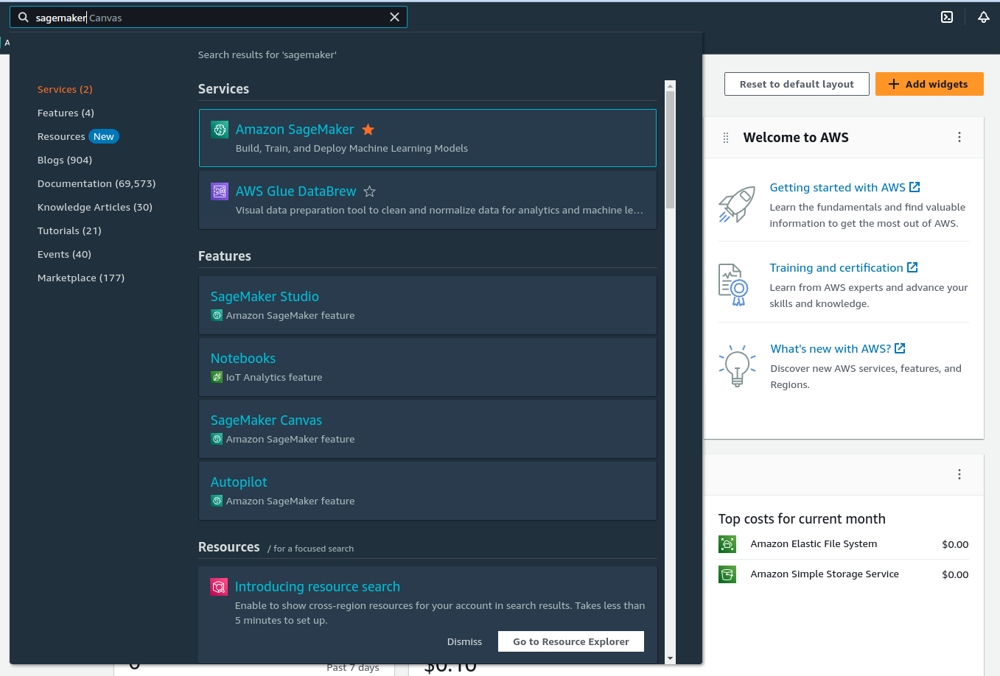 sagemaker Canvas
A
Search results for 'sagemaker'
Services (2)
Features (4)
Resources New
Blogs (904)
Documentation (69,573)
Knowledge Articles (30)
Tutorials (21)
Events (40)
Marketplace (177)
Services
Amazon SageMaker
Build, Train, and Deploy Machine Learning Models
AWS Glue DataBrew
Visual data preparation tool to clean and normalize data for analytics and machine le...
Features
SageMaker Studio
Amazon SageMaker feature
Notebooks
IoT Analytics feature
SageMaker Canvas
Amazon SageMaker feature
Autopilot
Amazon SageMaker feature
Resources / for a focused search
Introducing resource search
Enable to show cross-region resources for your account in search results. Takes less than
5 minutes to set up.
Dismiss Go to Resource Explorer
Reset to default layout
Add widgets
Welcome to AWS
Getting started with AWS
Learn the fundamentals and find valuable
information to get the most out of AWS.
Training and certification
Learn from AWS experts and advance your
skills and knowledge.
What's new with AWS?
Discover new AWS services, features, and
Regions.
Top costs for current month
Amazon Elastic File System $0.00
Amazon Simple Storage Service $0.00
0
Past 7 days
$0.10